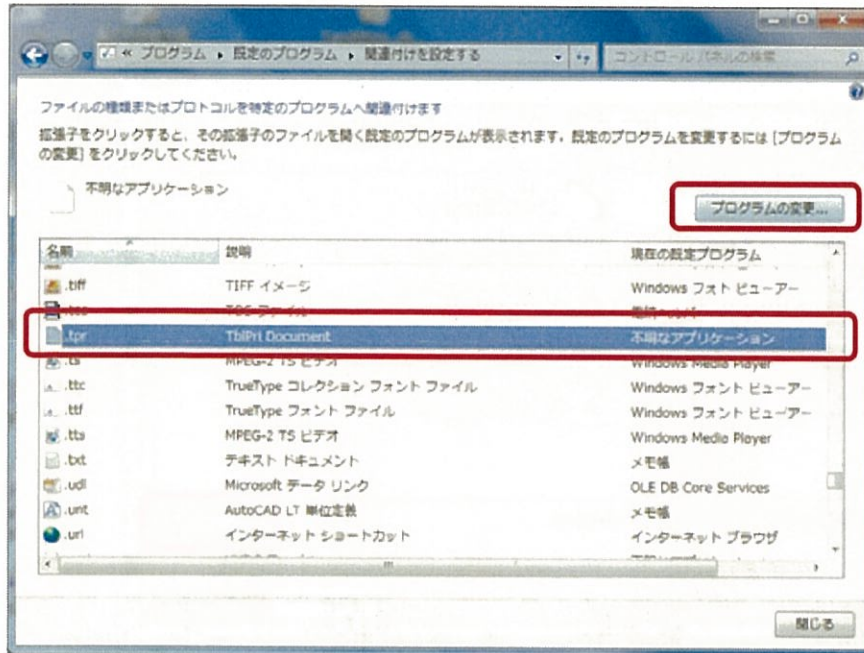 « プログラム ▸ 既定のプログラム ▸ 関連付けを設定する
コントロール パネルの検索
ファイルの種類またはプロトコルを特定のプログラムへ関連付けます
拡張子をクリックすると、その拡張子のファイルを開く既定のプログラムが表示されます。既定のプログラムを変更するには [プログラム
の変更] をクリックしてください。
不明なアプリケーション
プログラムの変更...
名前 説明 現在の既定プログラム
.tiff TIFF イメージ Windows フォト ビューアー
.tpr TblPri Document 不明なアプリケーション
.ts MPEG-2 TS ビデオ Windows Media Player
.ttc TrueType コレクション フォント ファイル Windows フォント ビューアー
.ttf TrueType フォント ファイル Windows フォント ビューアー
.tts MPEG-2 TS ビデオ Windows Media Player
.txt テキスト ドキュメント メモ帳
.udl Microsoft データ リンク OLE DB Core Services
.unt AutoCAD LT 単位定義 メモ帳
.url インターネット ショートカット インターネット ブラウザ
閉じる